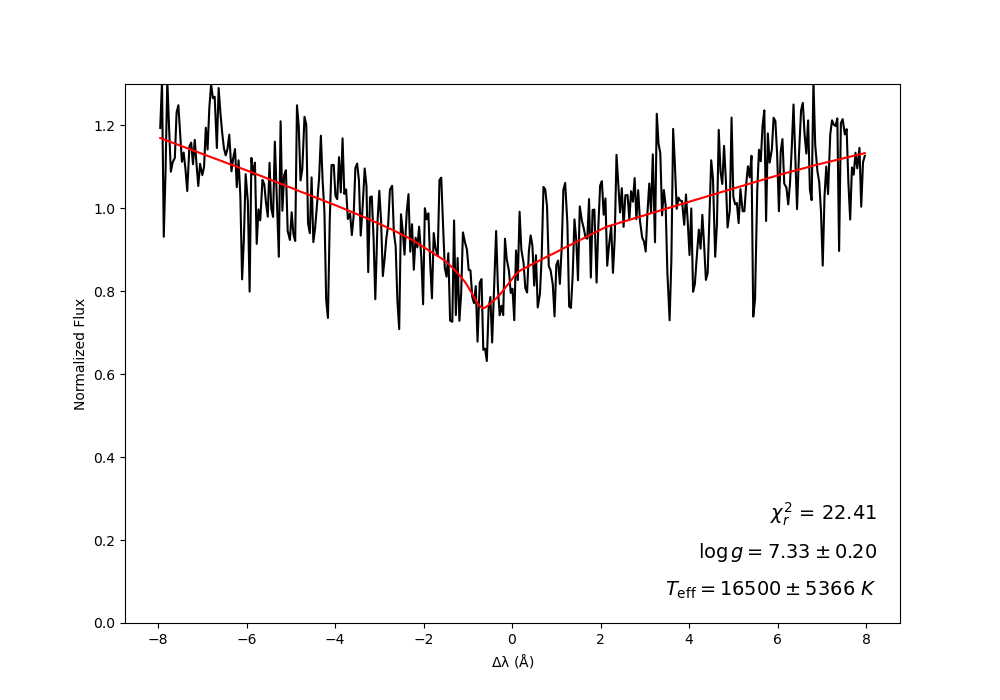 1.2
1.0
0.8
0.6
0.4
0.2
0.0
Normalized Flux
χ²ᵣ = 22.41
log g = 7.33 ± 0.20
T_eff = 16500 ± 5366 K
−8 −6 −4 −2 0 2 4 6 8
Δλ (Å)